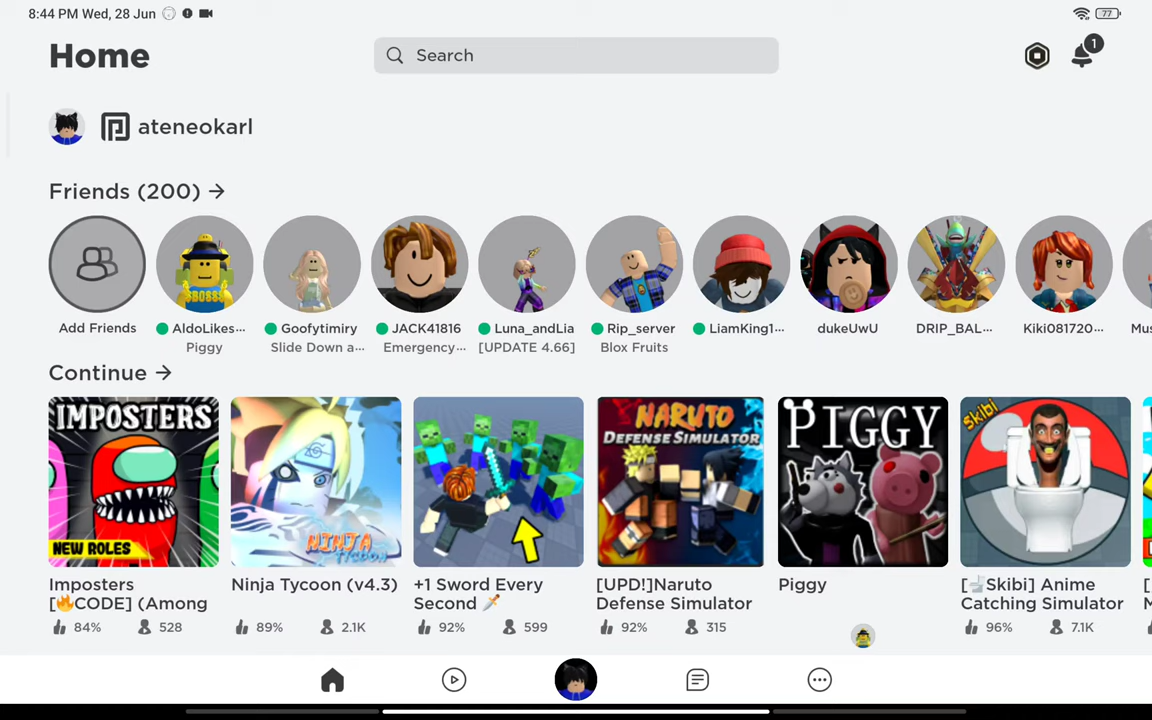 8:44 PM Wed, 28 Jun
77
Home
Search
1
ateneokarl
Friends (200) →
Add Friends
AldoLikes...
Piggy
Goofytimiry
Slide Down a...
JACK41816
Emergency...
Luna_andLia
[UPDATE 4.66]
Rip_server
Blox Fruits
LiamKing1...
dukeUwU
DRIP_BAL...
Kiki081720...
Mus
Continue →
IMPOSTERS
NEW ROLES
NINJA
TYCOON
NARUTO
DEFENSE SIMULATOR
PIGGY
Skibi
Imposters
[🔥CODE] (Among
84% 528
Ninja Tycoon (v4.3)
89% 2.1K
+1 Sword Every
Second 🗡️
92% 599
[UPD!]Naruto
Defense Simulator
92% 315
Piggy
[🚽Skibi] Anime
Catching Simulator
96% 7.1K